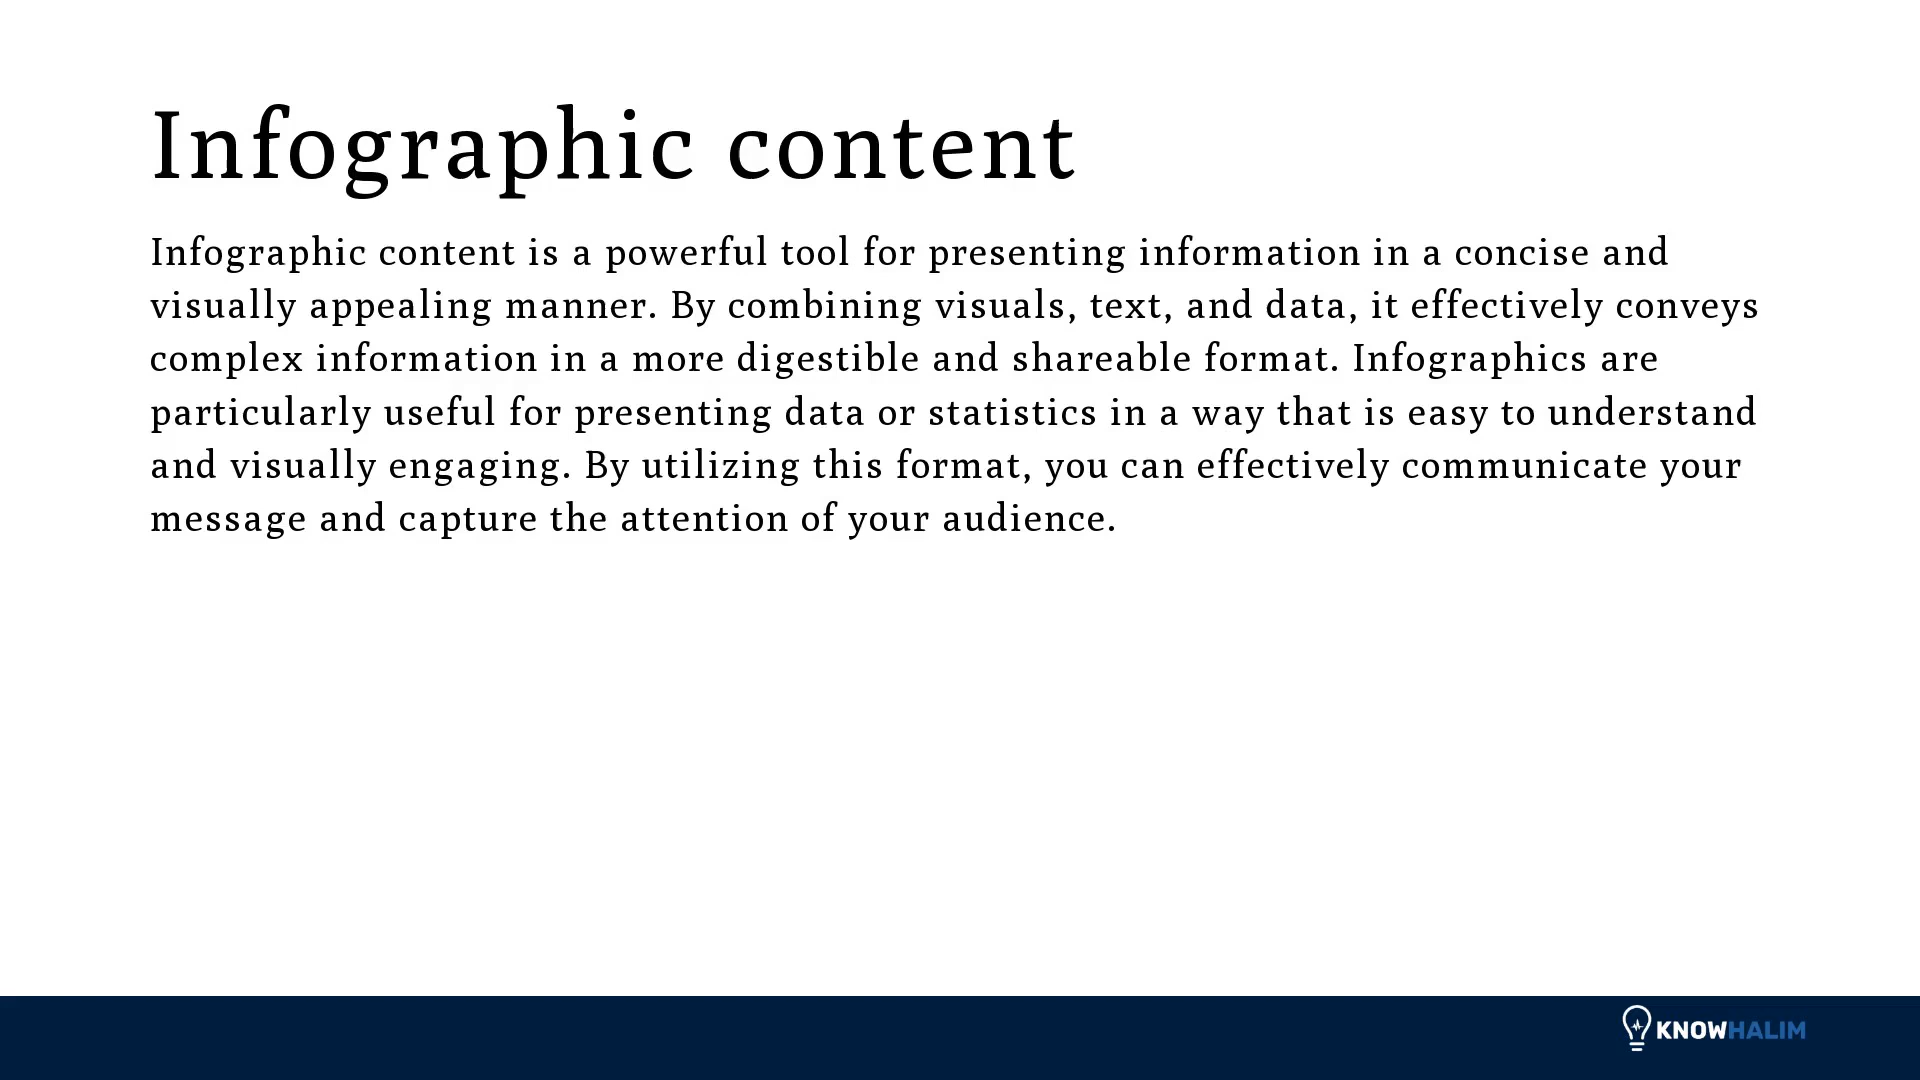 Infographic content
Infographic content is a powerful tool for presenting information in a concise and
visually appealing manner. By combining visuals, text, and data, it effectively conveys
complex information in a more digestible and shareable format. Infographics are
particularly useful for presenting data or statistics in a way that is easy to understand
and visually engaging. By utilizing this format, you can effectively communicate your
message and capture the attention of your audience.
KNOWHALIM